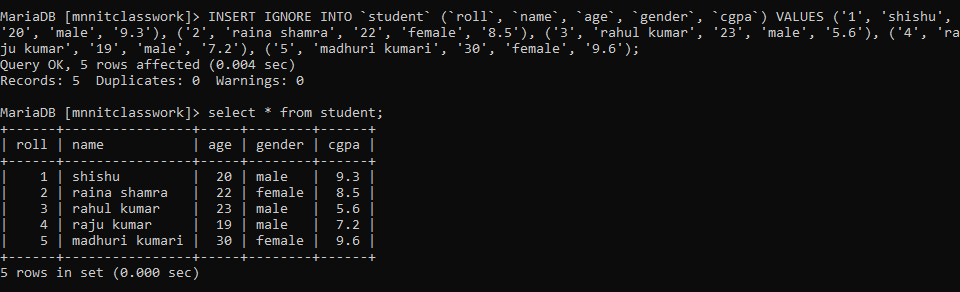 MariaDB [mnnitclasswork]> INSERT IGNORE INTO `student` (`roll`, `name`, `age`, `gender`, `cgpa`) VALUES ('1', 'shishu',
'20', 'male', '9.3'), ('2', 'raina shamra', '22', 'female', '8.5'), ('3', 'rahul kumar', '23', 'male', '5.6'), ('4', 'ra
ju kumar', '19', 'male', '7.2'), ('5', 'madhuri kumari', '30', 'female', '9.6');
Query OK, 5 rows affected (0.004 sec)
Records: 5  Duplicates: 0  Warnings: 0

MariaDB [mnnitclasswork]> select * from student;
+------+----------------+-----+--------+------+
| roll | name           | age | gender | cgpa |
+------+----------------+-----+--------+------+
|    1 | shishu         |  20 | male   |  9.3 |
|    2 | raina shamra   |  22 | female |  8.5 |
|    3 | rahul kumar    |  23 | male   |  5.6 |
|    4 | raju kumar     |  19 | male   |  7.2 |
|    5 | madhuri kumari |  30 | female |  9.6 |
+------+----------------+-----+--------+------+
5 rows in set (0.000 sec)